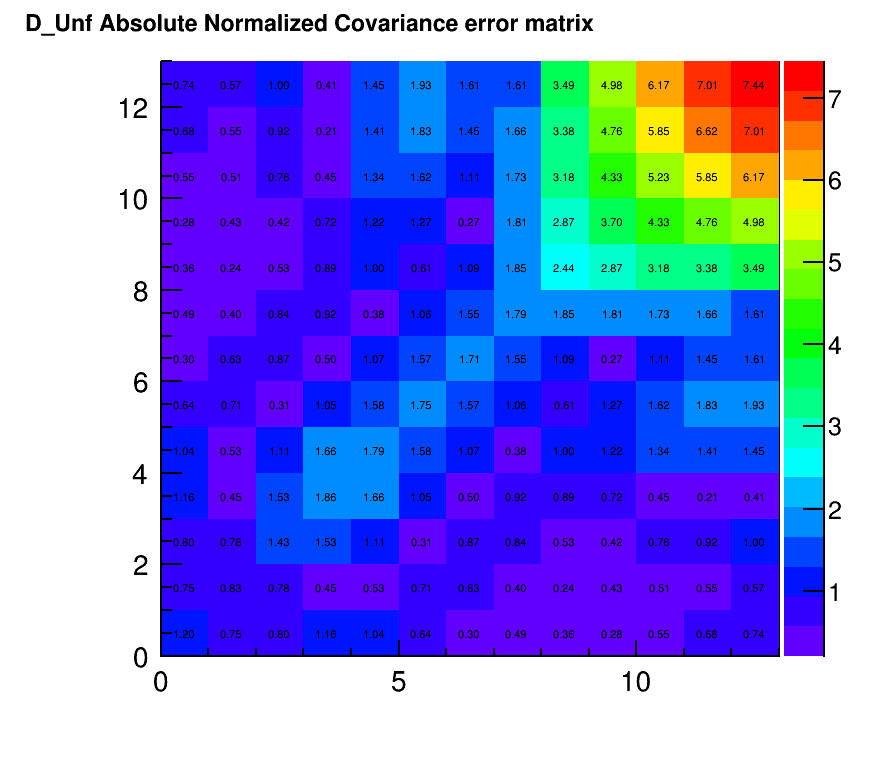 D_Unf Absolute Normalized Covariance error matrix
0.74 0.57 1.00 0.41 1.45 1.93 1.61 1.61 3.49 4.98 6.17 7.01 7.44
7
12
0.68 0.55 0.92 0.21 1.41 1.83 1.45 1.66 3.38 4.76 5.85 6.62 7.01
0.55 0.51 0.76 0.45 1.34 1.62 1.11 1.73 3.18 4.33 5.23 5.85 6.17
6
10
0.28 0.43 0.42 0.72 1.22 1.27 0.27 1.81 2.87 3.70 4.33 4.76 4.98
5
0.36 0.24 0.53 0.89 1.00 0.61 1.09 1.85 2.44 2.87 3.18 3.38 3.49
8
0.49 0.40 0.84 0.92 0.38 1.06 1.55 1.79 1.85 1.81 1.73 1.66 1.61
4
0.30 0.63 0.87 0.50 1.07 1.57 1.71 1.55 1.09 0.27 1.11 1.45 1.61
6
0.64 0.71 0.31 1.05 1.58 1.75 1.57 1.06 0.61 1.27 1.62 1.83 1.93
3
1.04 0.53 1.11 1.66 1.79 1.58 1.07 0.38 1.00 1.22 1.34 1.41 1.45
4
1.16 0.45 1.53 1.86 1.66 1.05 0.50 0.92 0.89 0.72 0.45 0.21 0.41
2
0.80 0.78 1.43 1.53 1.11 0.31 0.87 0.84 0.53 0.42 0.76 0.92 1.00
2
0.75 0.83 0.78 0.45 0.53 0.71 0.63 0.40 0.24 0.43 0.51 0.55 0.57
1
1.20 0.75 0.80 1.16 1.04 0.64 0.30 0.49 0.36 0.28 0.55 0.68 0.74
0
0 5 10